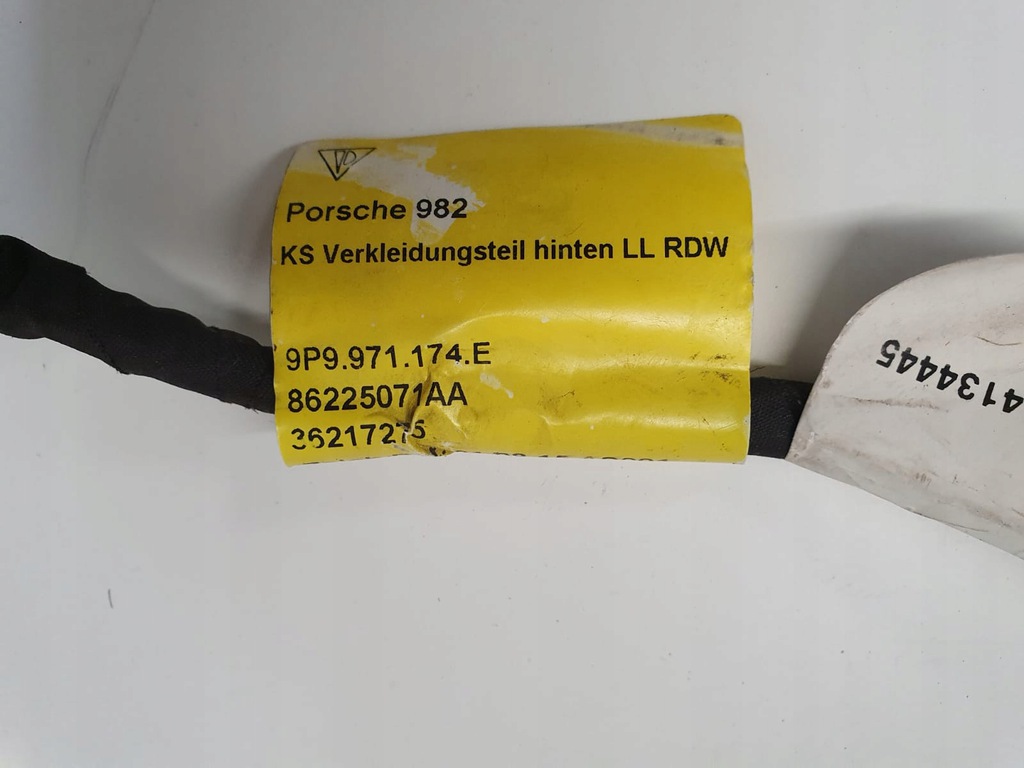 Porsche 982
KS Verkleidungsteil hinten LL RDW
9P9.971.174.E
86225071AA
36217275
4134445